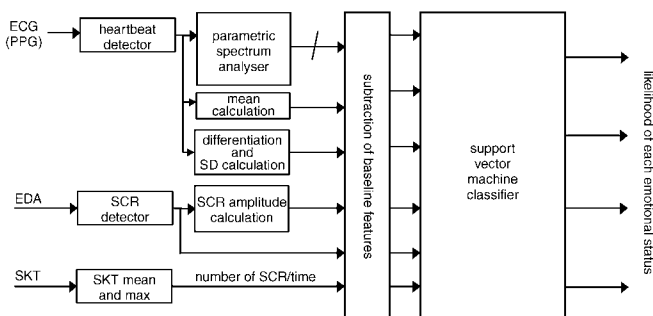 ECG
(PPG)
heartbeat
detector
parametric
spectrum
analyser
mean
calculation
differentiation
and
SD calculation
EDA
SCR
detector
SCR amplitude
calculation
SKT
SKT mean
and max
number of SCR/time
subtraction of baseline features
support
vector
machine
classifier
likelihood of each emotional status